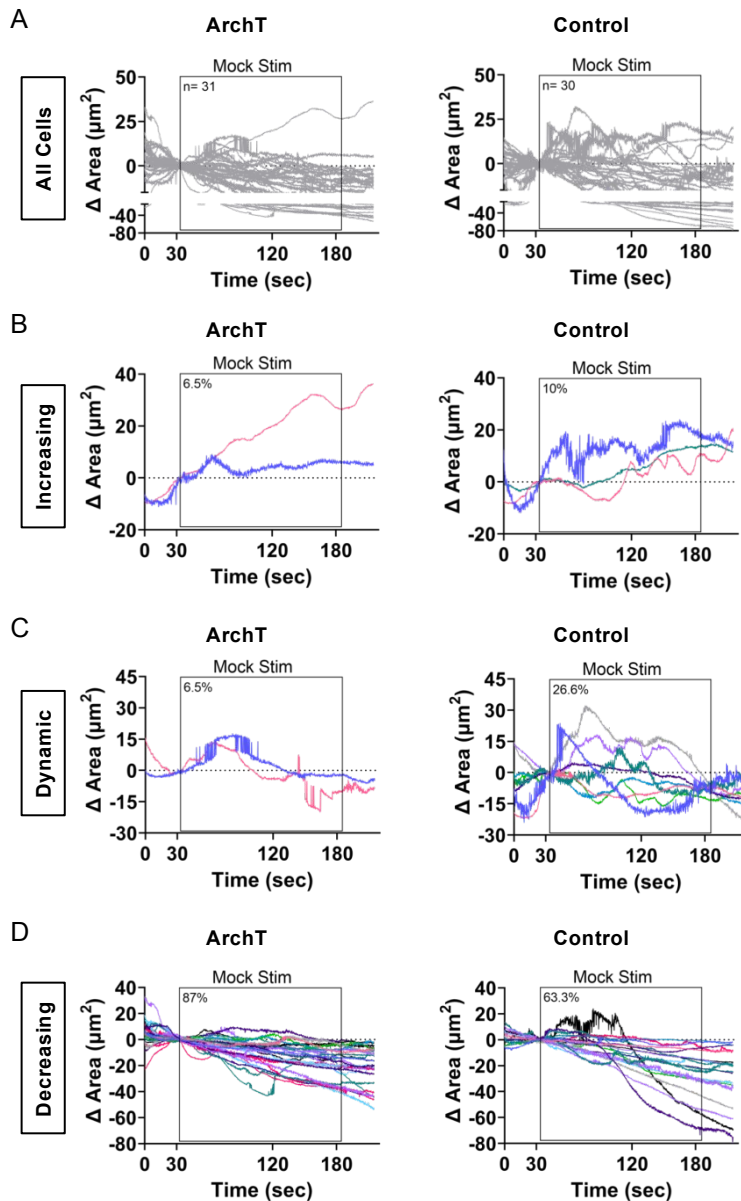 A
ArchT Control
All Cells
Mock Stim Mock Stim
n= 31 n= 30
Δ Area (µm²) Δ Area (µm²)
50 50
25 25
0 0
-40 -40
-80 -80
0 30 120 180 0 30 120 180
Time (sec) Time (sec)
B
ArchT Control
Increasing
Mock Stim Mock Stim
6.5% 10%
Δ Area (µm²) Δ Area (µm²)
40 40
20 20
0 0
-20 -20
0 30 120 180 0 30 120 180
Time (sec) Time (sec)
C
ArchT Control
Dynamic
Mock Stim Mock Stim
6.5% 26.6%
Δ Area (µm²) Δ Area (µm²)
45 45
30 30
15 15
0 0
-15 -15
-30 -30
0 30 120 180 0 30 120 180
Time (sec) Time (sec)
D
ArchT Control
Decreasing
Mock Stim Mock Stim
87% 63.3%
Δ Area (µm²) Δ Area (µm²)
40 40
20 20
0 0
-20 -20
-40 -40
-60 -60
-80 -80
0 30 120 180 0 30 120 180
Time (sec) Time (sec)